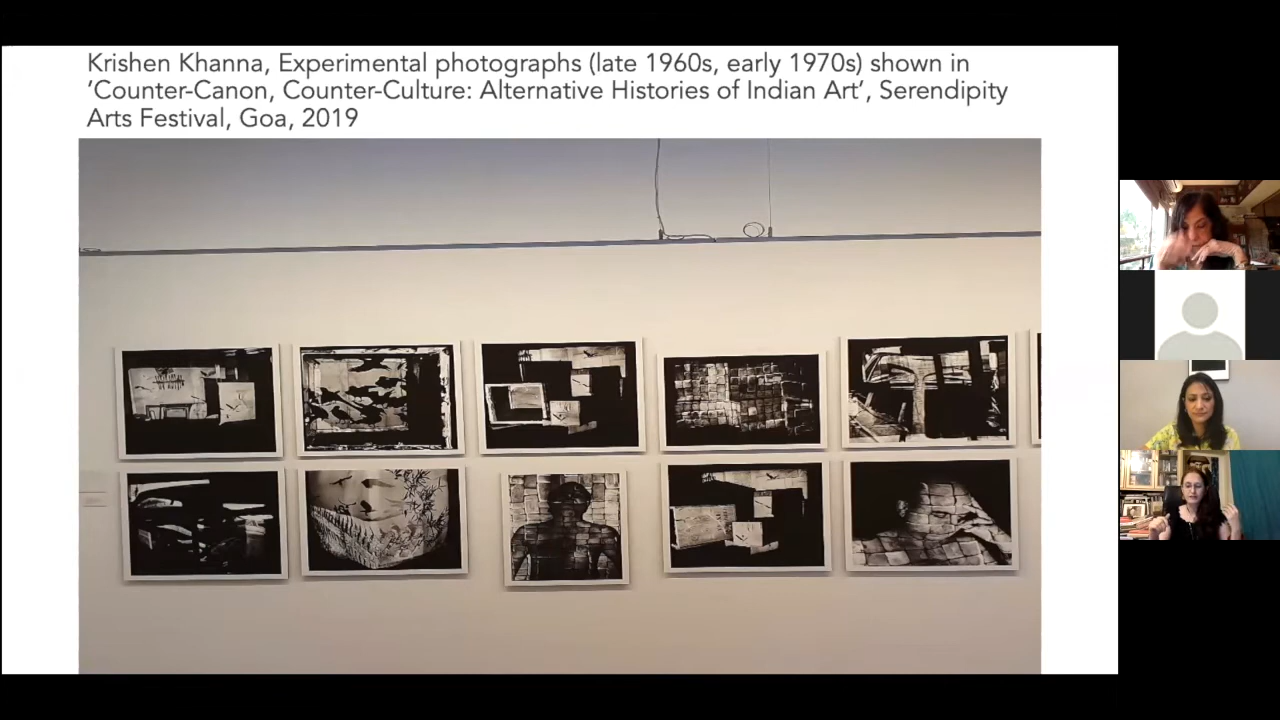 Krishen Khanna, Experimental photographs (late 1960s, early 1970s) shown in
‘Counter-Canon, Counter-Culture: Alternative Histories of Indian Art’, Serendipity
Arts Festival, Goa, 2019